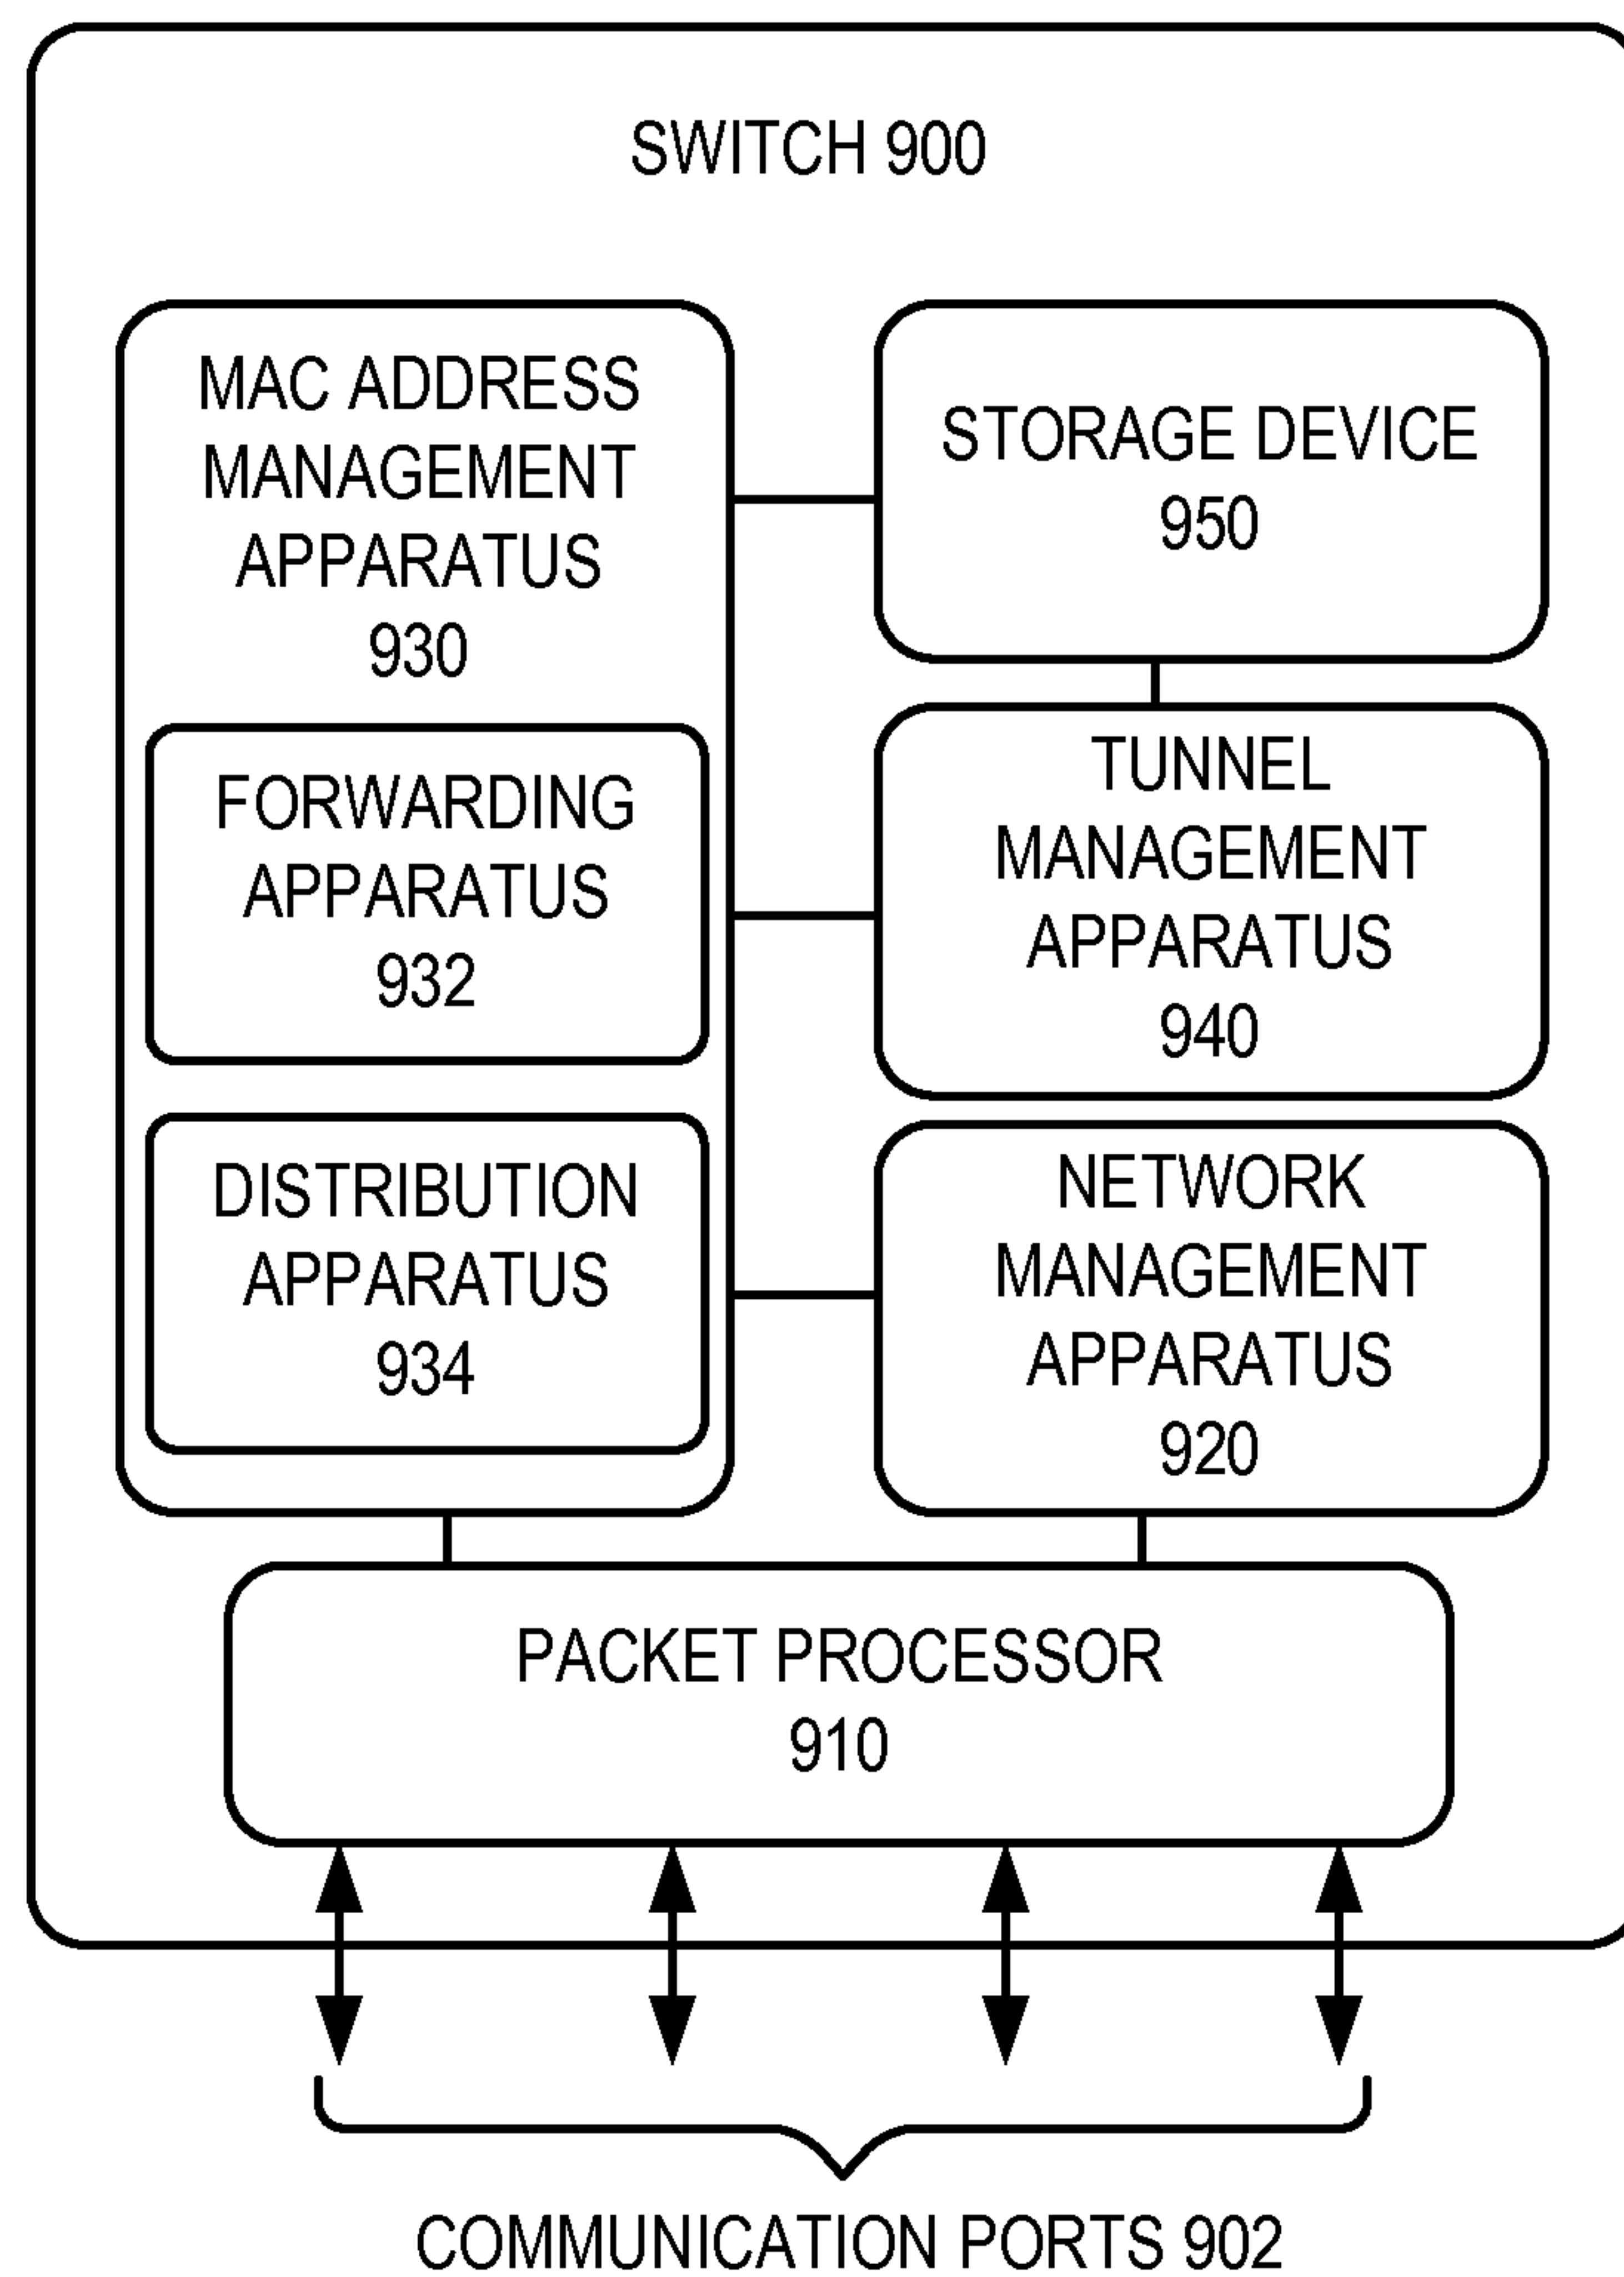 SWITCH 900
MAC ADDRESS
MANAGEMENT
APPARATUS
930
FORWARDING
APPARATUS
932
DISTRIBUTION
APPARATUS
934
STORAGE DEVICE
950
TUNNEL
MANAGEMENT
APPARATUS
940
NETWORK
MANAGEMENT
APPARATUS
920
PACKET PROCESSOR
910
COMMUNICATION PORTS 902